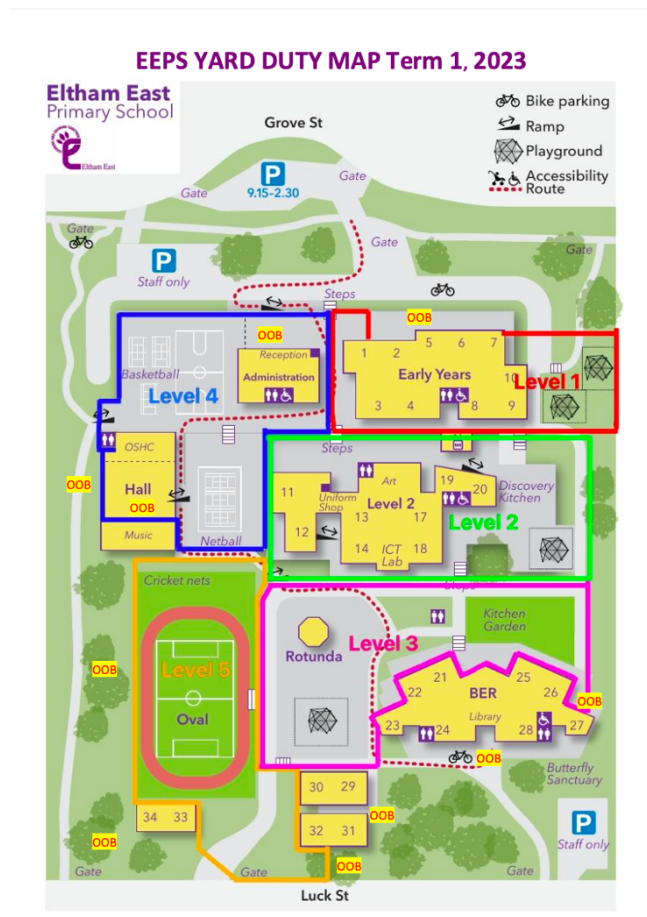 EEPS YARD DUTY MAP Term 1, 2023
Eltham East
Primary School
Eltham East
Bike parking
Ramp
Playground
Accessibility
Route
Grove St
P
9.15–2.30
Gate
Gate
Gate
Gate
Gate
P
Staff only
Steps
OOB
OOB
Reception
Administration
Basketball
Level 4
1 2 5 6 7
Early Years
10
3 4 8 9
Level 1
OSHC
Hall
OOB
OOB
Music
Netball
Steps
11
Uniform
Shop
12
Art
Level 2
13 17
14 ICT 18
Lab
19 20
Discovery
Kitchen
Level 2
Steps
Cricket nets
Level 5
Oval
OOB
Rotunda
Level 3
Kitchen
Garden
21 BER 25
22 26
Library
23 24 28 27
OOB
OOB
Butterfly
Sanctuary
30 29
32 31
OOB
34 33
OOB
OOB
P
Staff only
Gate
Gate
Gate
Luck St